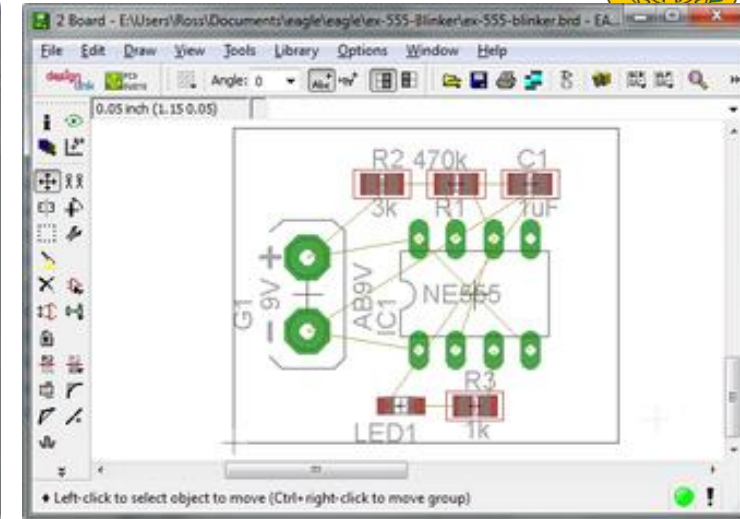 2 Board - E:\Users\Ross\Documents\eagle\eagle\ex-555-Blinker\ex-555-blinker.brd - EA...
File Edit Draw View Tools Library Options Window Help
design link Angle: 0
0.05 inch (1.15 0.05)
R2 470k C1
3k R1 1uF
G1 9V AB9V IC1 NE555
+
-
R3
LED1 1k
Left-click to select object to move (Ctrl+right-click to move group)